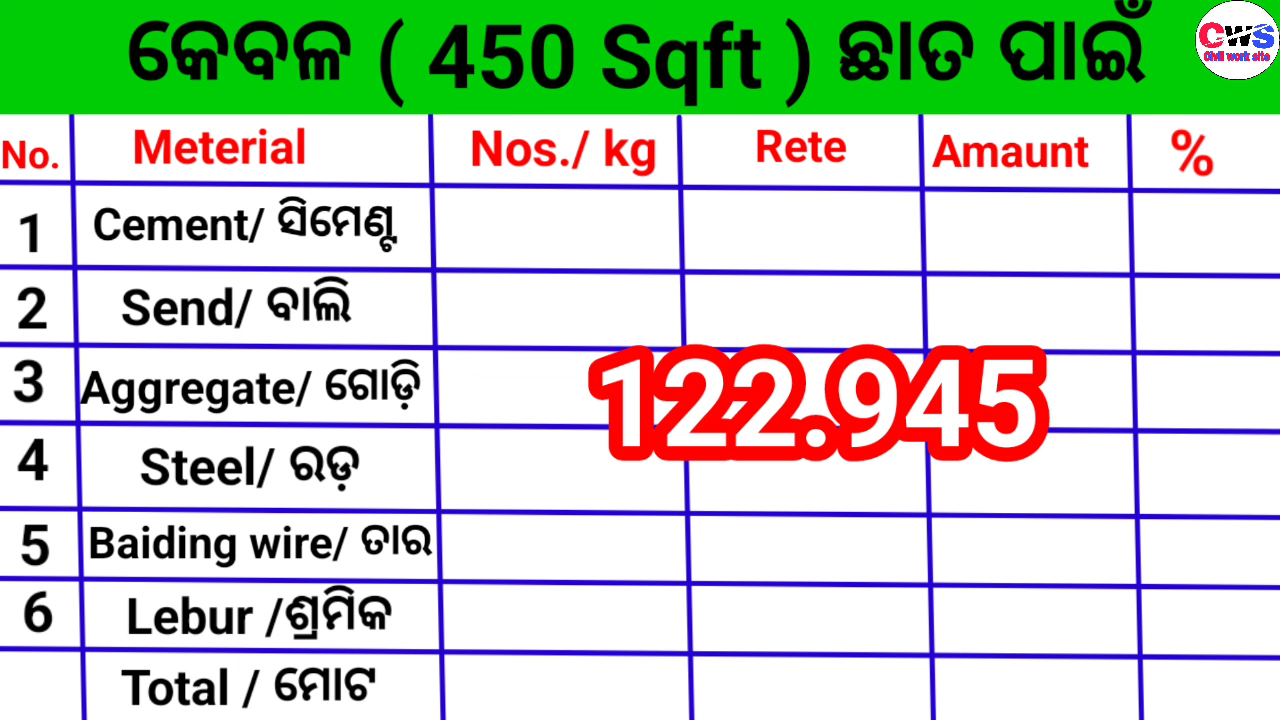 କେବଳ ( 450 Sqft ) ଛାତ ପାଇଁ
CWS
Chiil work site
No. Meterial Nos./ kg Rete Amaunt %
1 Cement/ ସିମେଣ୍ଟ
2 Send/ ବାଲି
3 Aggregate/ ଗୋଡ଼ି
122.945
4 Steel/ ରଡ଼
5 Baiding wire/ ତାର
6 Lebur /ଶ୍ରମିକ
Total / ମୋଟ